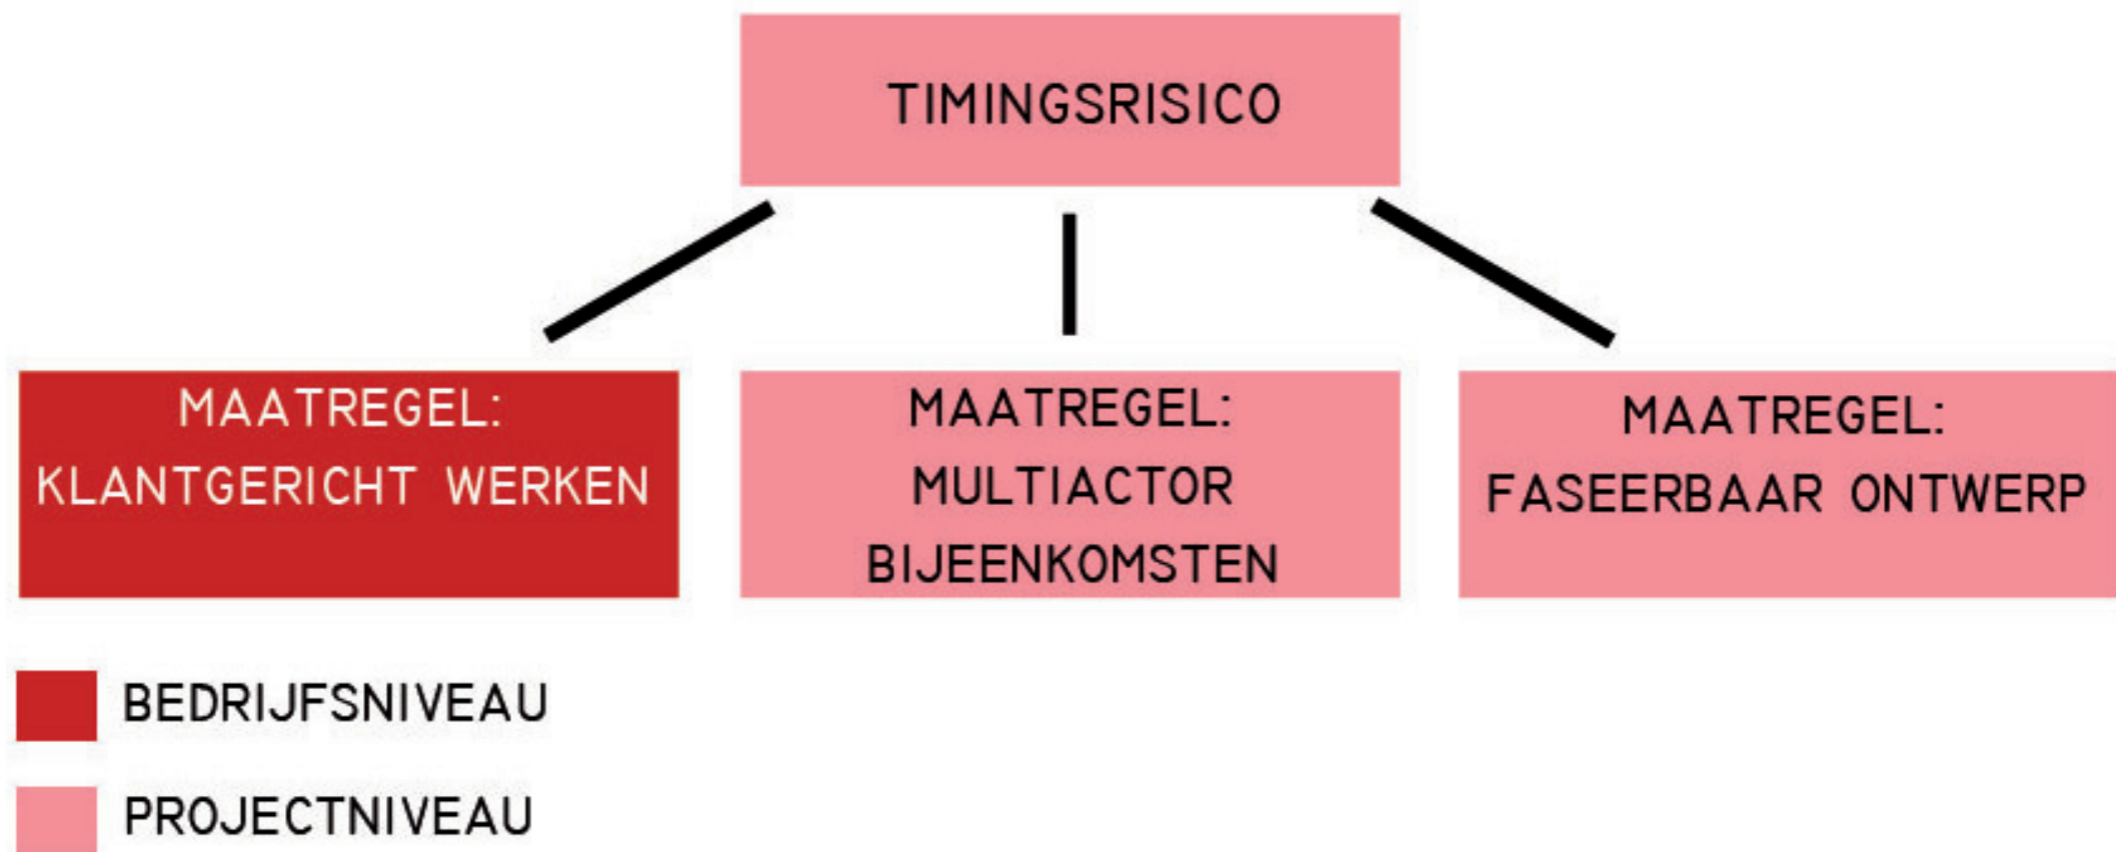 TIMINGSRISICO
MAATREGEL:
KLANTGERICHT WERKEN
MAATREGEL:
MULTIACTOR
BIJEENKOMSTEN
MAATREGEL:
FASEERBAAR ONTWERP
BEDRIJFSNIVEAU
PROJECTNIVEAU